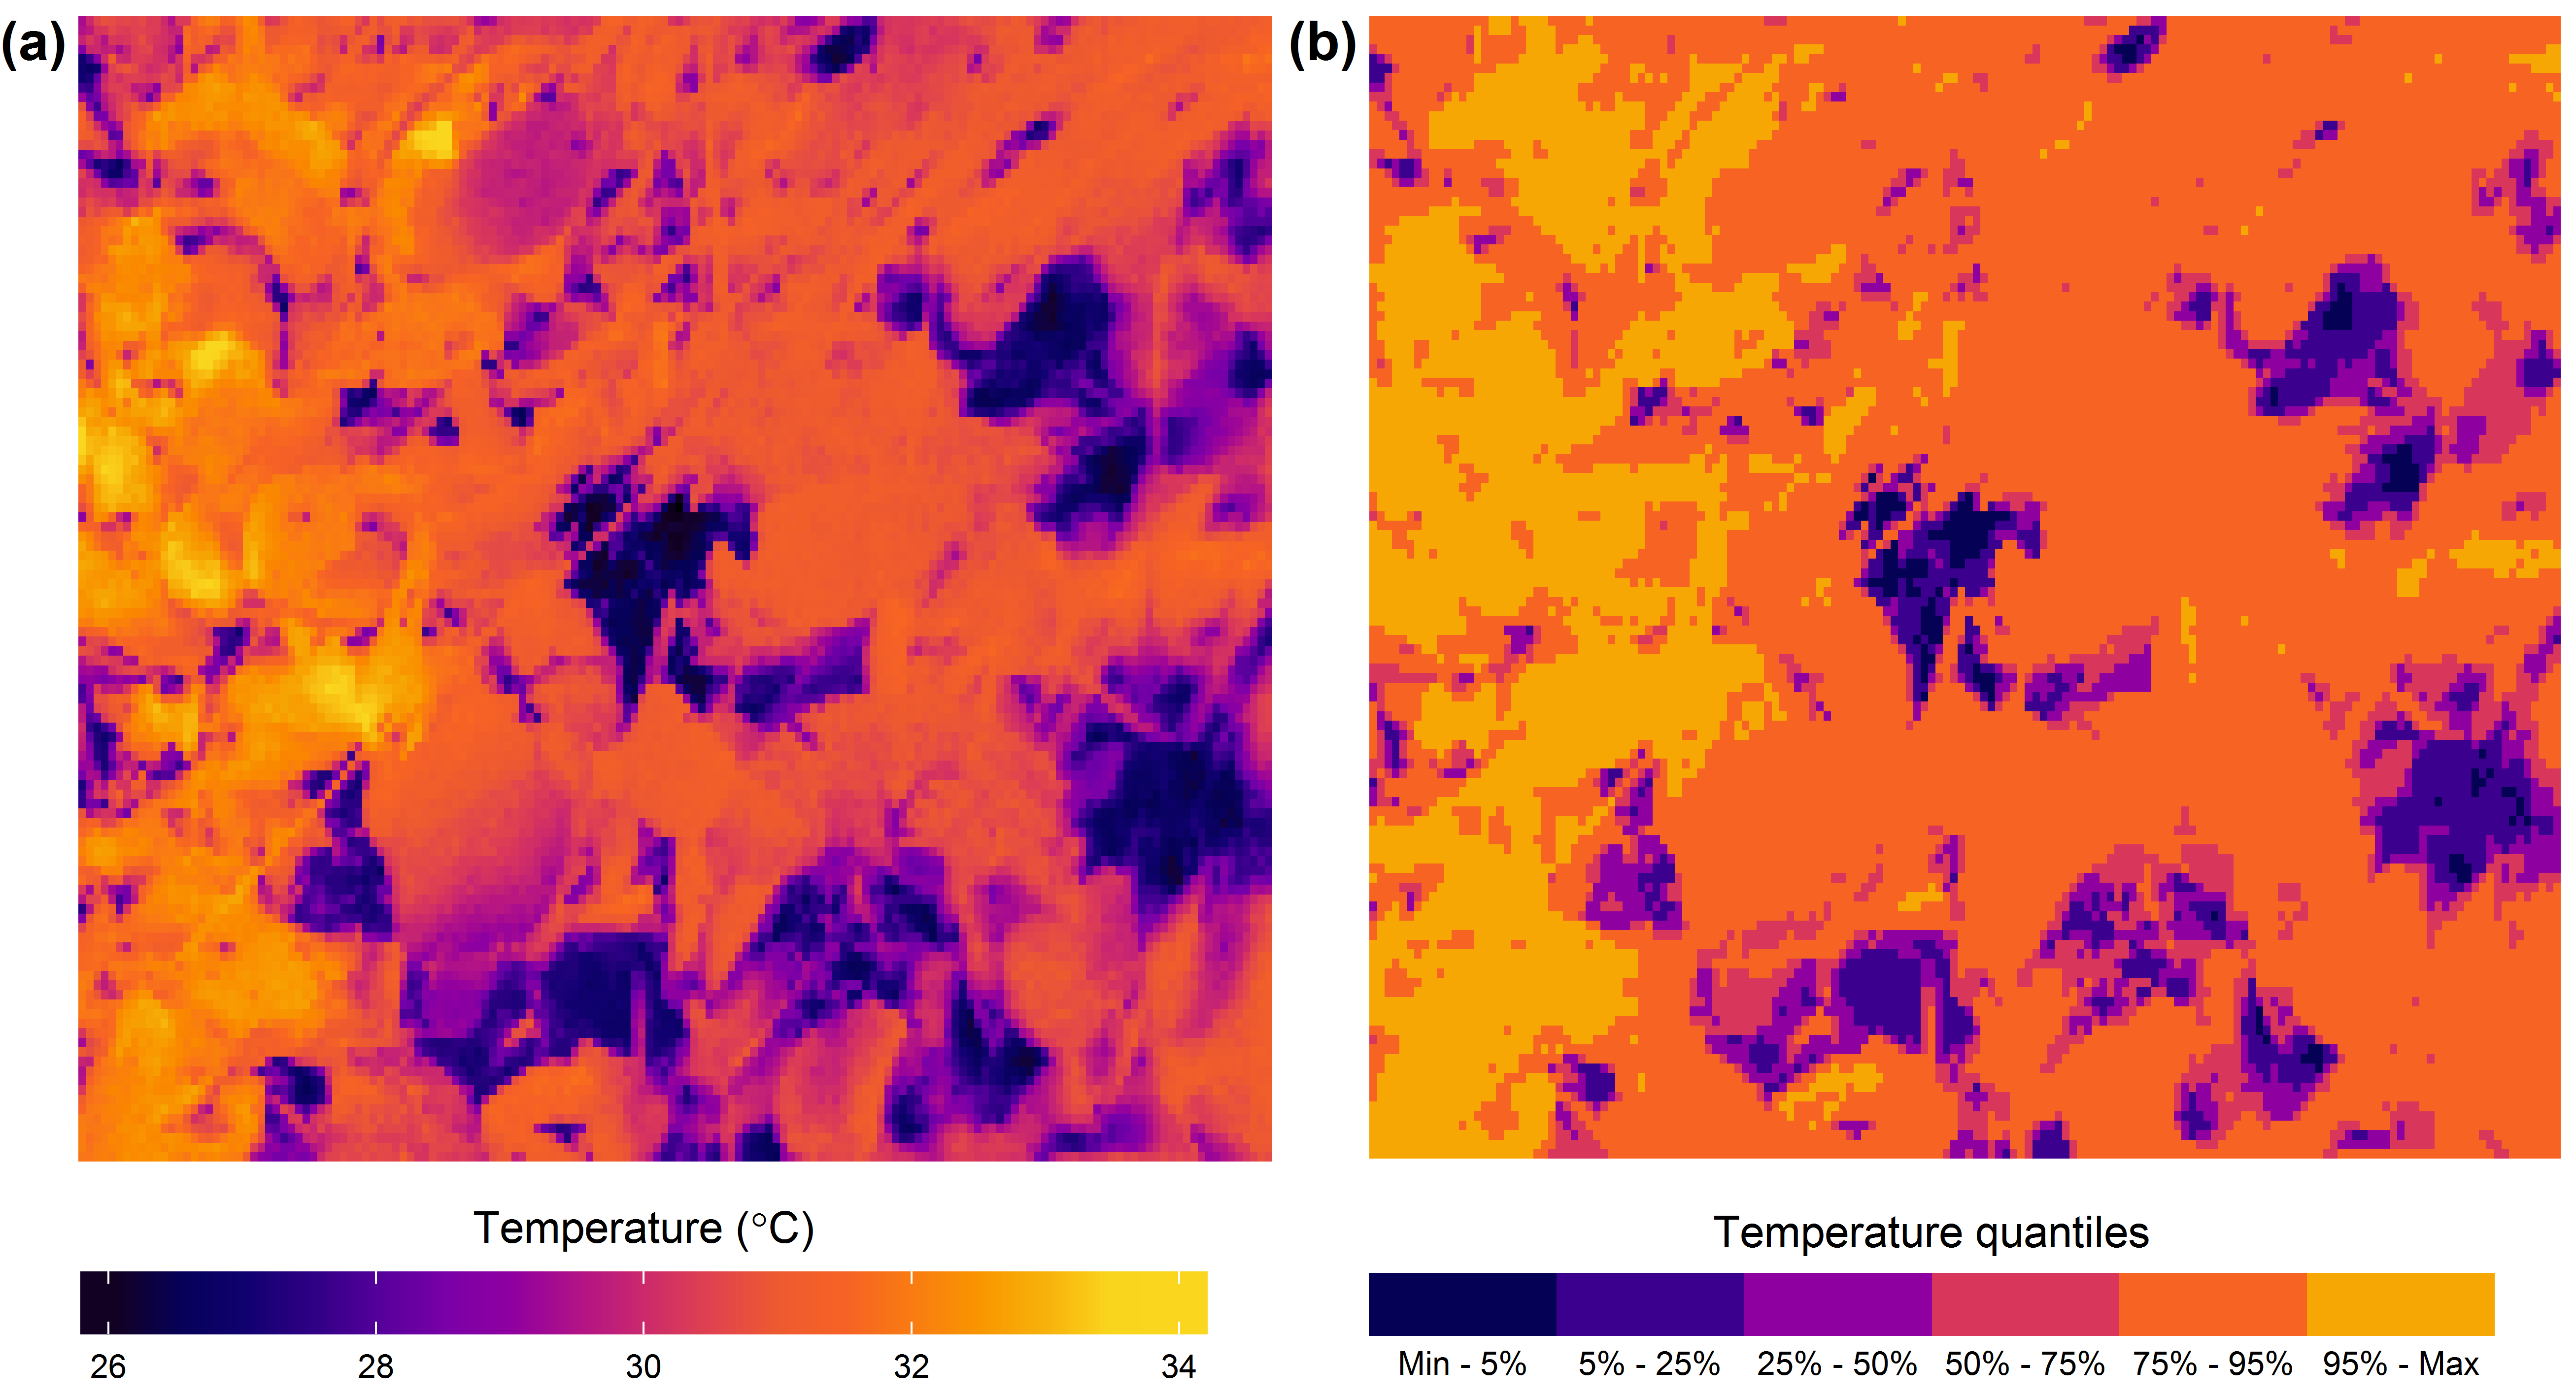 (a)
(b)
Temperature (°C)
26 28 30 32 34
Temperature quantiles
Min - 5% 5% - 25% 25% - 50% 50% - 75% 75% - 95% 95% - Max